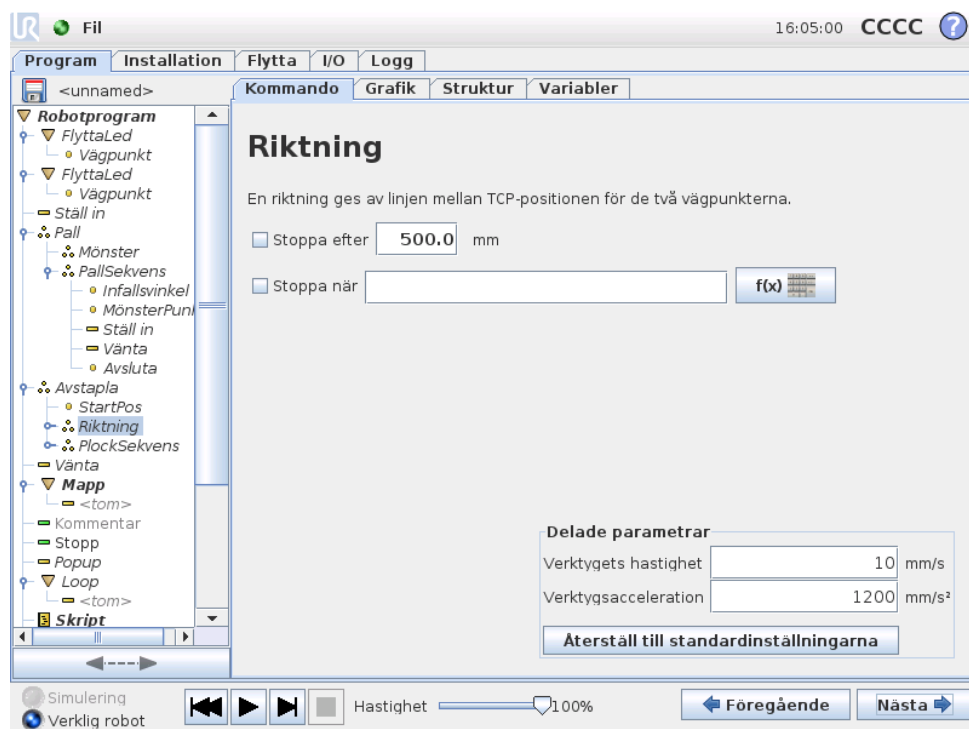 UR Fil 16:05:00 CCCC ?
Program Installation Flytta I/O Logg
<unnamed>
Kommando Grafik Struktur Variabler
Robotprogram
FlyttaLed
Vägpunkt
FlyttaLed
Vägpunkt
Ställ in
Pall
Mönster
PallSekvens
Infallsvinkel
MönsterPun
Ställ in
Vänta
Avsluta
Avstapla
StartPos
Riktning
PlockSekvens
Vänta
Mapp
<tom>
Kommentar
Stopp
Popup
Loop
<tom>
Skript
Riktning
En riktning ges av linjen mellan TCP-positionen för de två vägpunkterna.
Stoppa efter 500.0 mm
Stoppa när f(x)
Delade parametrar
Verktygets hastighet 10 mm/s
Verktygsacceleration 1200 mm/s²
Återställ till standardinställningarna
Simulering
Verklig robot
Hastighet 100%
Föregående Nästa